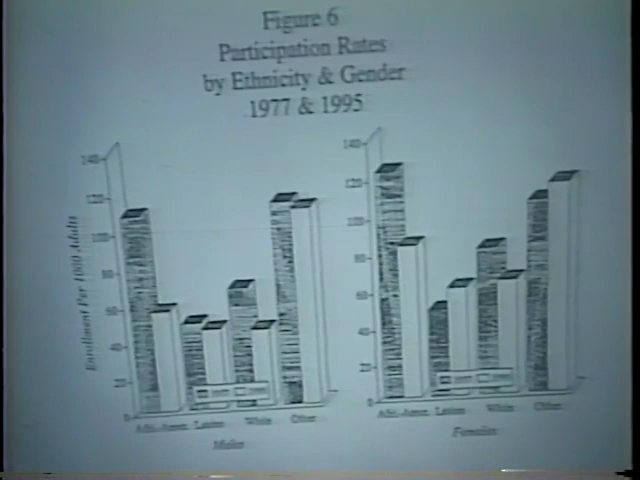 Figure 6
Participation Rates
by Ethnicity & Gender
1977 & 1995
Enrollment Per 1000 Adults
140
120
100
80
60
40
20
0
Afri.-Amer. Latino White Other
Males
140
120
100
80
60
40
20
0
Afri.-Amer. Latino White Other
Females